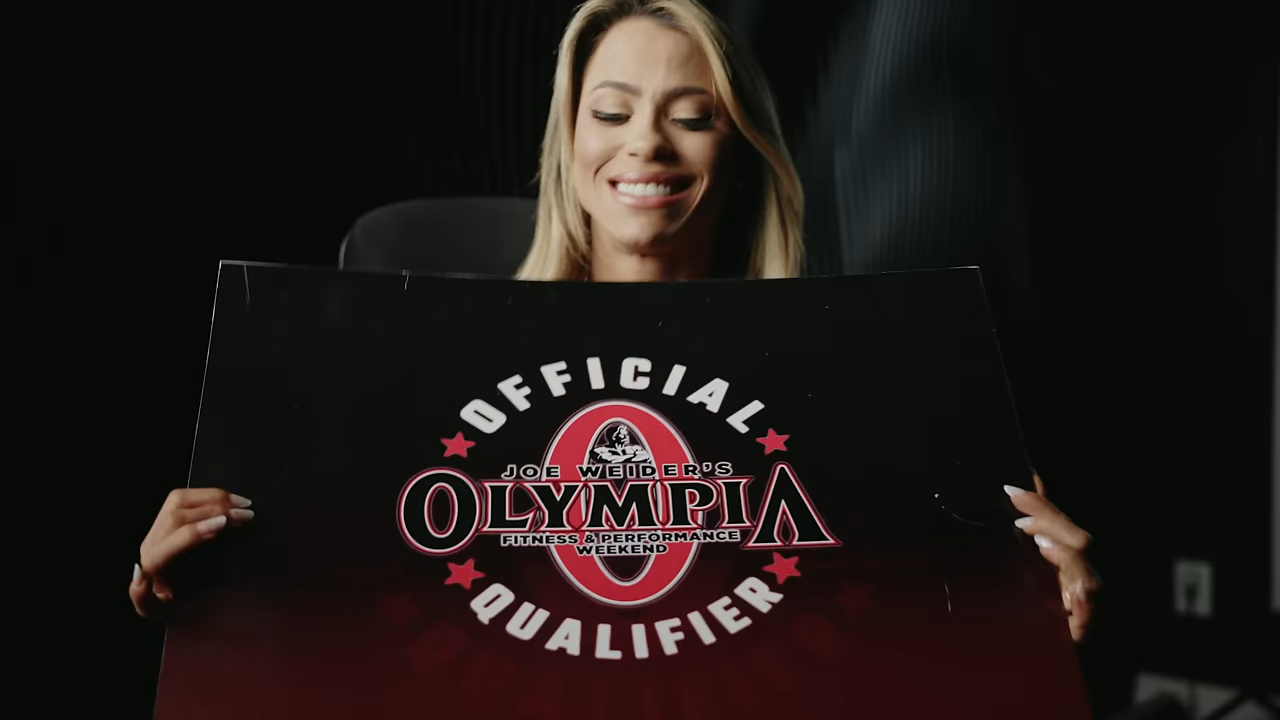 OFFICIAL
JOE WEIDER'S
OLYMPIA
FITNESS & PERFORMANCE
WEEKEND
QUALIFIER